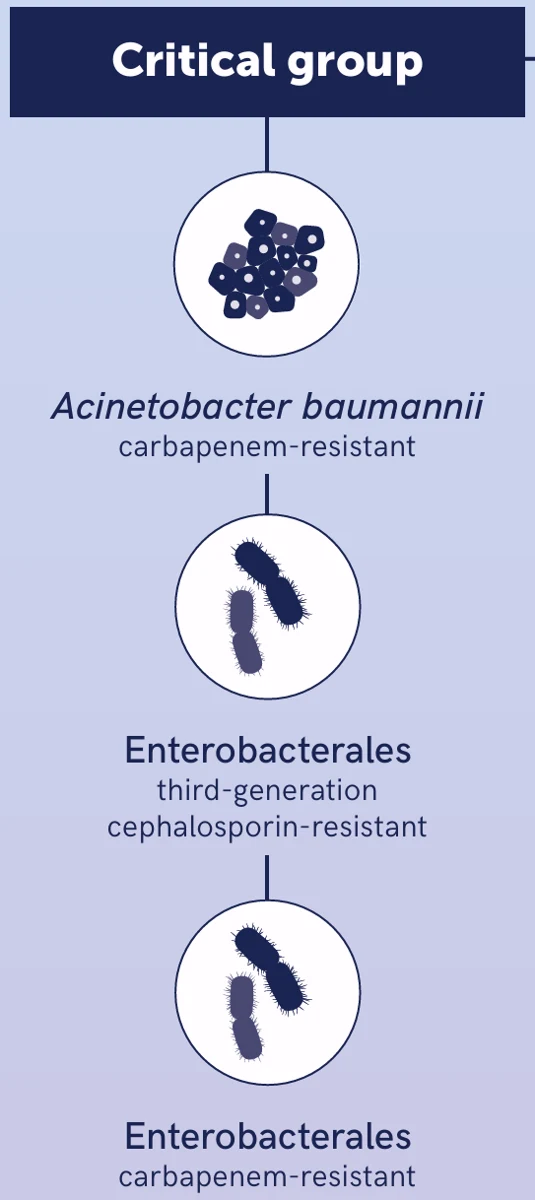 Critical group
Acinetobacter baumannii
carbapenem-resistant
Enterobacterales
third-generation
cephalosporin-resistant
Enterobacterales
carbapenem-resistant